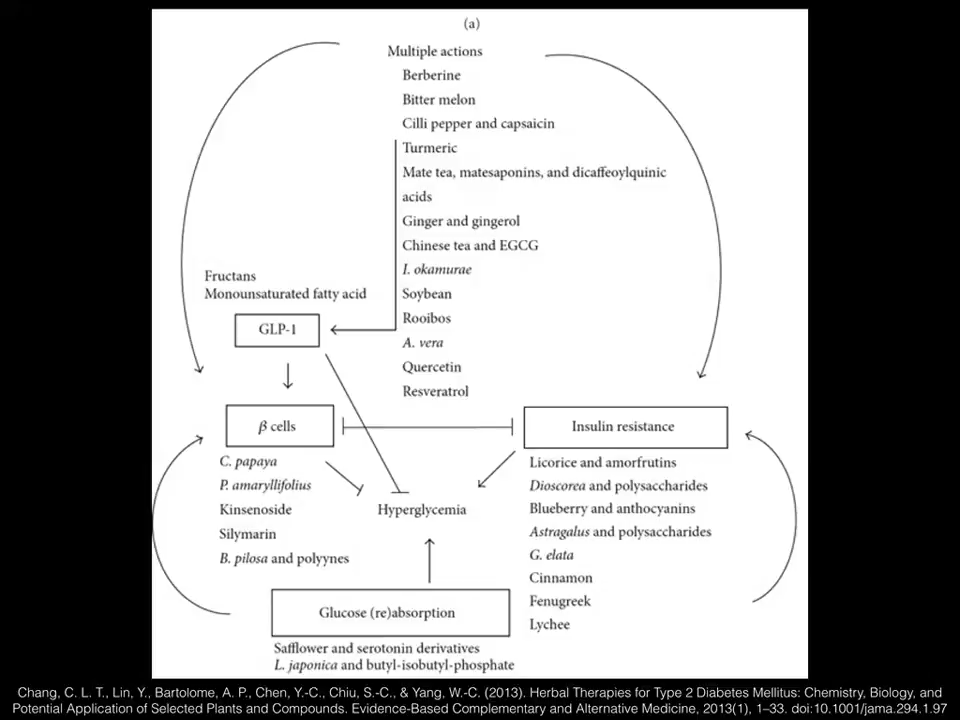 (a)
Multiple actions
Berberine
Bitter melon
Cilli pepper and capsaicin
Turmeric
Mate tea, matesaponins, and dicaffeoylquinic
acids
Ginger and gingerol
Chinese tea and EGCG
I. okamurae
Soybean
Rooibos
A. vera
Quercetin
Resveratrol
Fructans
Monounsaturated fatty acid
GLP-1
β cells
C. papaya
P. amaryllifolius
Kinsenoside
Silymarin
B. pilosa and polyynes
Hyperglycemia
Insulin resistance
Licorice and amorfrutins
Dioscorea and polysaccharides
Blueberry and anthocyanins
Astragalus and polysaccharides
G. elata
Cinnamon
Fenugreek
Lychee
Glucose (re)absorption
Safflower and serotonin derivatives
L. japonica and butyl-isobutyl-phosphate
Chang, C. L. T., Lin, Y., Bartolome, A. P., Chen, Y.-C., Chiu, S.-C., & Yang, W.-C. (2013). Herbal Therapies for Type 2 Diabetes Mellitus: Chemistry, Biology, and
Potential Application of Selected Plants and Compounds. Evidence-Based Complementary and Alternative Medicine, 2013(1), 1–33. doi:10.1001/jama.294.1.97